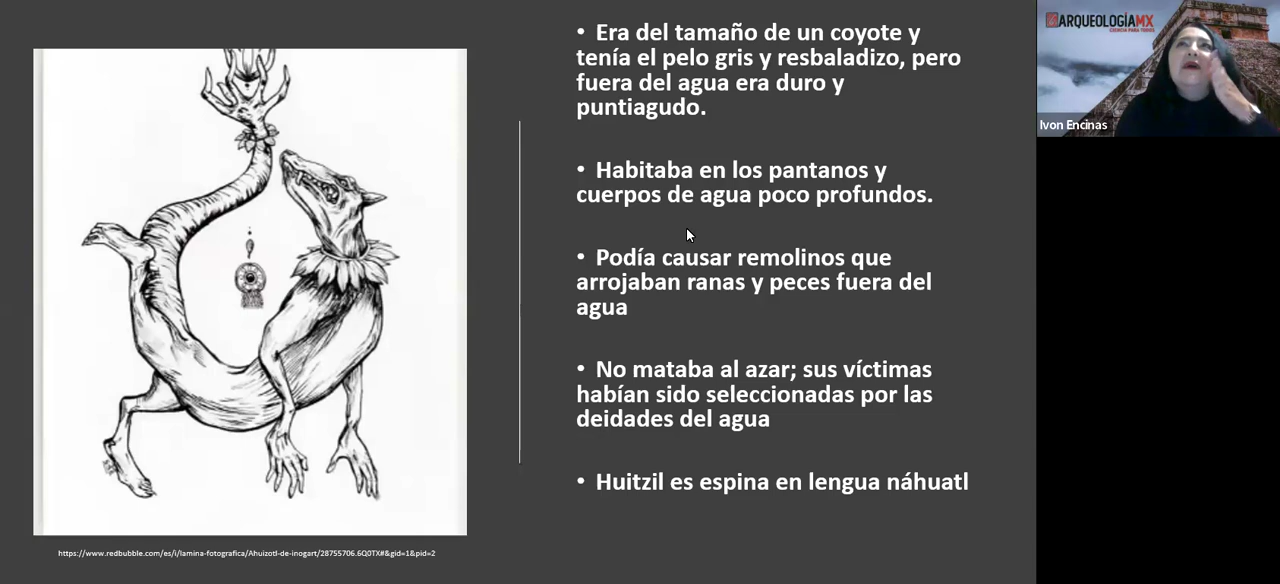 • Era del tamaño de un coyote y
tenía el pelo gris y resbaladizo, pero
fuera del agua era duro y
puntiagudo.
• Habitaba en los pantanos y
cuerpos de agua poco profundos.
• Podía causar remolinos que
arrojaban ranas y peces fuera del
agua
• No mataba al azar; sus víctimas
habían sido seleccionadas por las
deidades del agua
• Huitzil es espina en lengua náhuatl
https://www.redbubble.com/es/i/lamina-fotografica/Ahuizotl-de-inogart/28755706.6Q0TX#&gid=1&pid=2
ARQUEOLOGÍAMX
CIENCIA PARA TODOS
Ivon Encinas